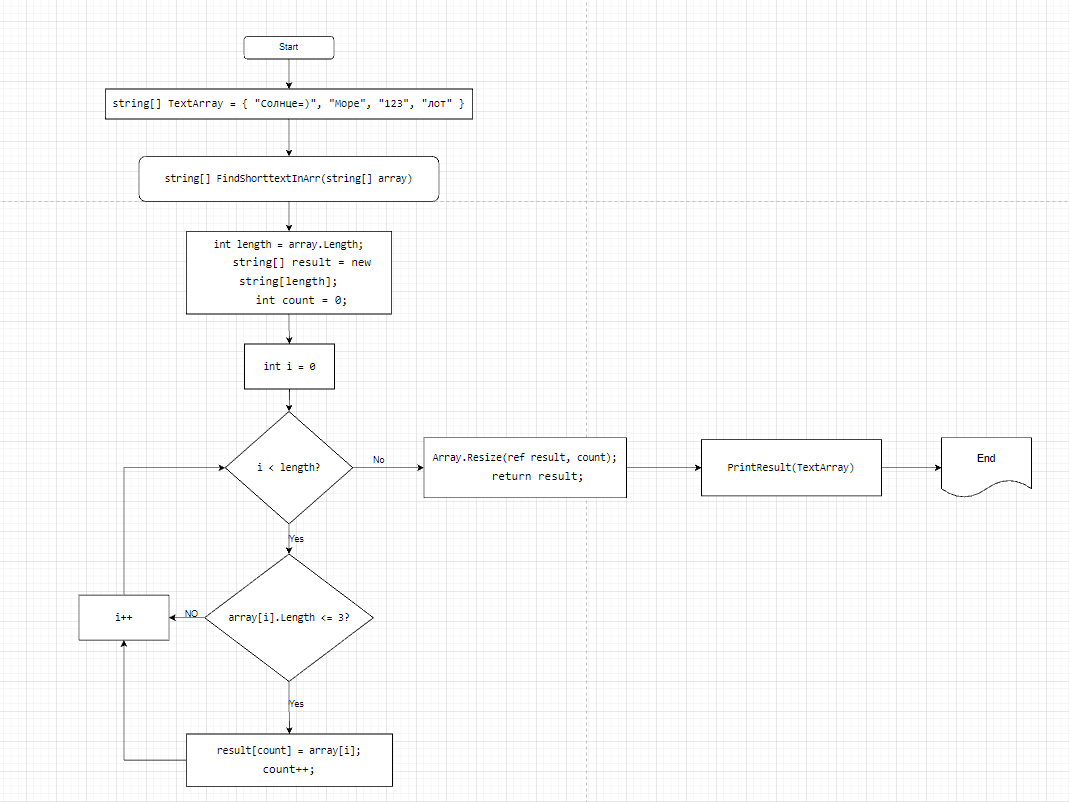 Start
string[] TextArray = { "Солнце=)", "Море", "123", "лот" }
string[] FindShorttextInArr(string[] array)
int length = array.Length;
string[] result = new
string[length];
int count = 0;
int i = 0
i < length?
No
Array.Resize(ref result, count);
return result;
PrintResult(TextArray)
End
Yes
array[i].Length <= 3?
NO
i++
Yes
result[count] = array[i];
count++;